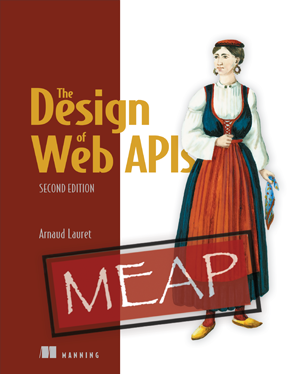 The
Design
of
Web APIs
SECOND EDITION
Arnaud Lauret
MEAP
MANNING